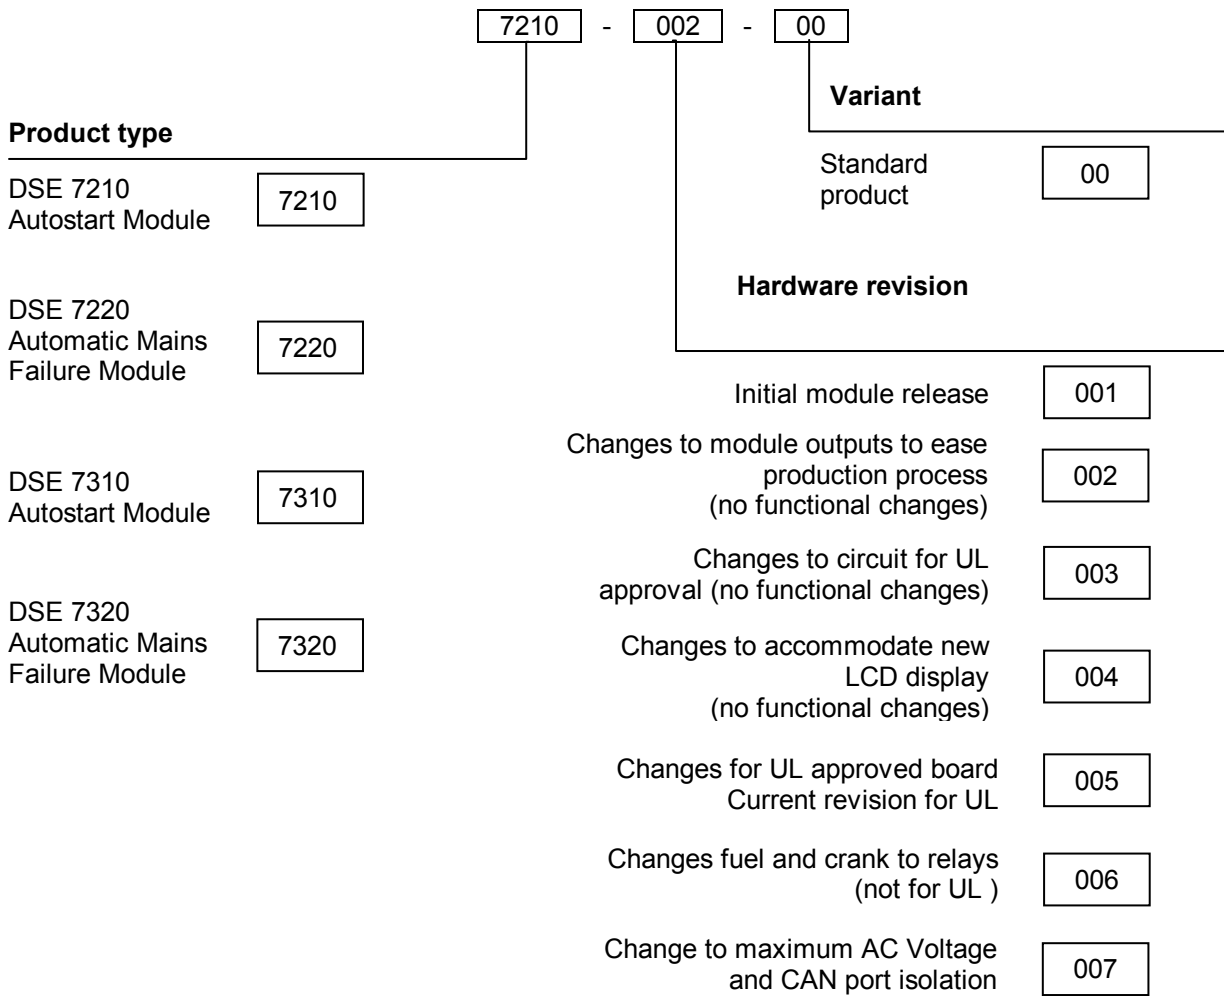 7210 - 002 - 00
Variant
Product type
Standard
product
00
DSE 7210
Autostart Module
7210
Hardware revision
DSE 7220
Automatic Mains
Failure Module
7220
Initial module release
001
Changes to module outputs to ease
production process
(no functional changes)
002
DSE 7310
Autostart Module
7310
Changes to circuit for UL
approval (no functional changes)
003
DSE 7320
Automatic Mains
Failure Module
7320
Changes to accommodate new
LCD display
(no functional changes)
004
Changes for UL approved board
Current revision for UL
005
Changes fuel and crank to relays
(not for UL )
006
Change to maximum AC Voltage
and CAN port isolation
007